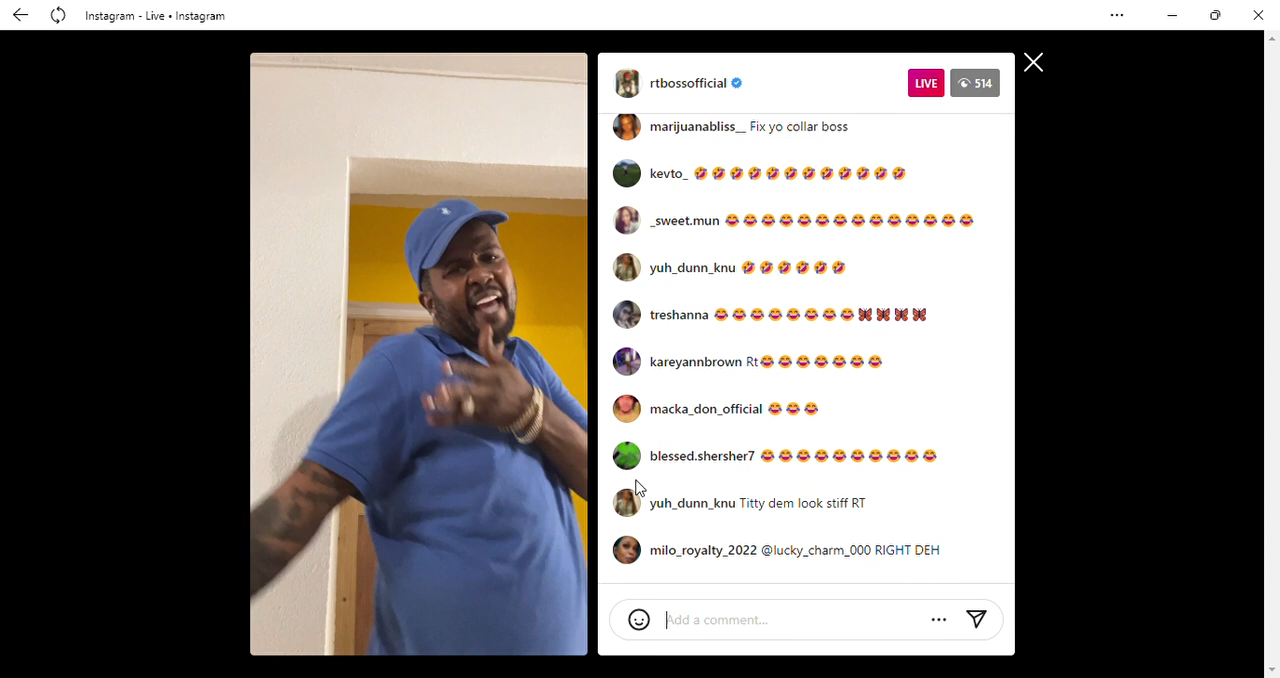 Instagram - Live • Instagram
rtbossofficial
LIVE
514
marijuanabliss__ Fix yo collar boss
kevto_ 🤣🤣🤣🤣🤣🤣🤣🤣🤣🤣🤣🤣
_sweet.mun 😂😂😂😂😂😂😂😂😂😂😂😂😂😂
yuh_dunn_knu 🤣🤣🤣🤣🤣🤣
treshanna 😂😂😂😂😂😂😂😂🦋🦋🦋🦋
kareyannbrown Rt😂😂😂😂😂😂😂
macka_don_official 😂😂😂
blessed.shersher7 😂😂😂😂😂😂😂😂😂😂
yuh_dunn_knu Titty dem look stiff RT
milo_royalty_2022 @lucky_charm_000 RIGHT DEH
Add a comment...